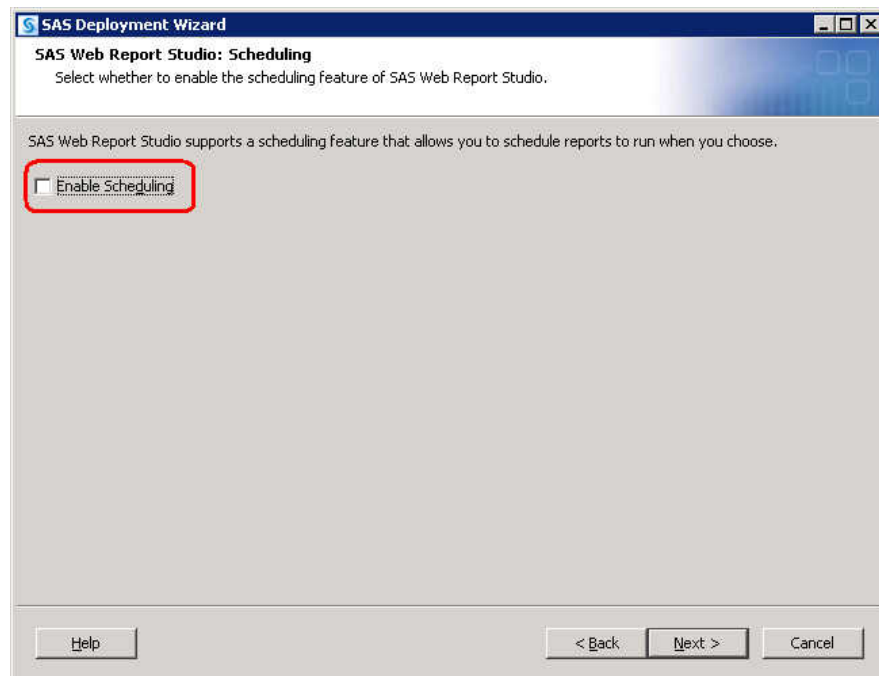 SAS Deployment Wizard
SAS Web Report Studio: Scheduling
Select whether to enable the scheduling feature of SAS Web Report Studio.
SAS Web Report Studio supports a scheduling feature that allows you to schedule reports to run when you choose.
Enable Scheduling
Help < Back Next > Cancel